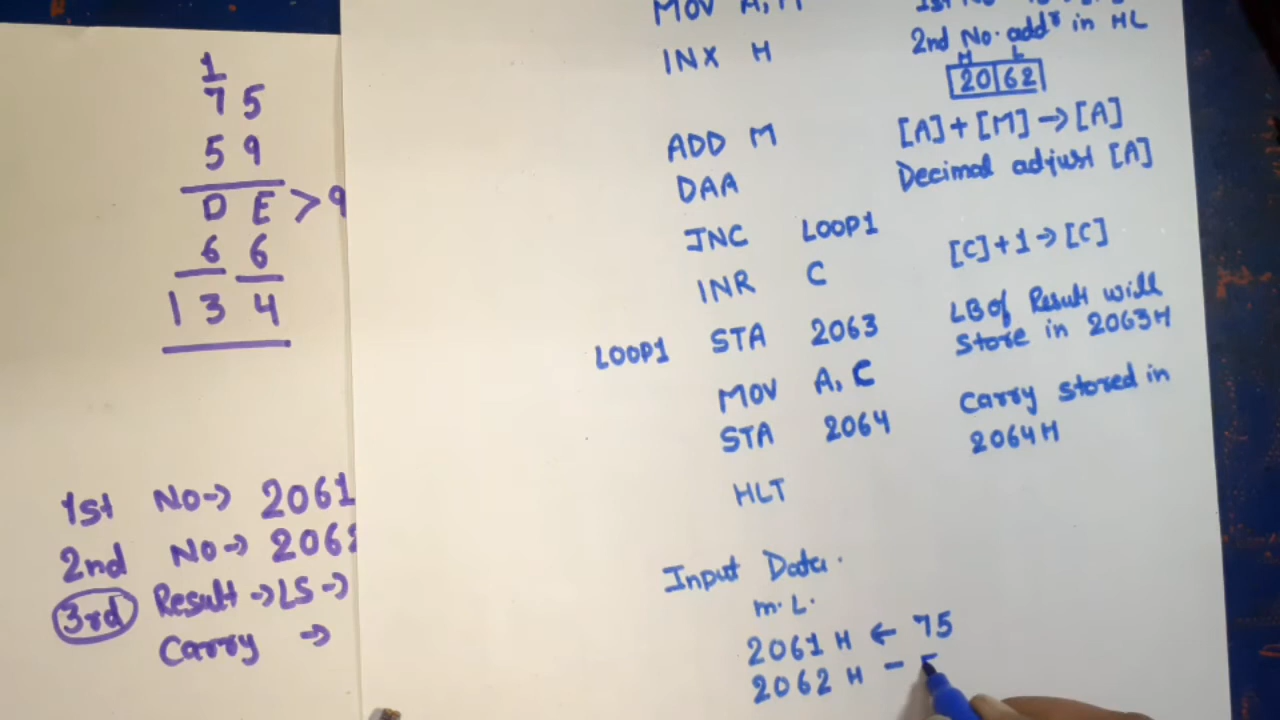 1
7 5
5 9
D E > 9
6 6
1 3 4
1st No → 2061
2nd No → 206
3rd Result → LS →
Carry →
MOV A, M
INX H
2nd No. addr in HL
H L
20 62
ADD M [A] + [M] → [A]
DAA Decimal adjust [A]
JNC LOOP1
INR C [C] + 1 → [C]
LOOP1 STA 2063 LB of Result will
store in 2063H
MOV A, C
STA 2064 Carry stored in
2064 H
HLT
Input Data.
m. L.
2061 H ← 75
2062 H -